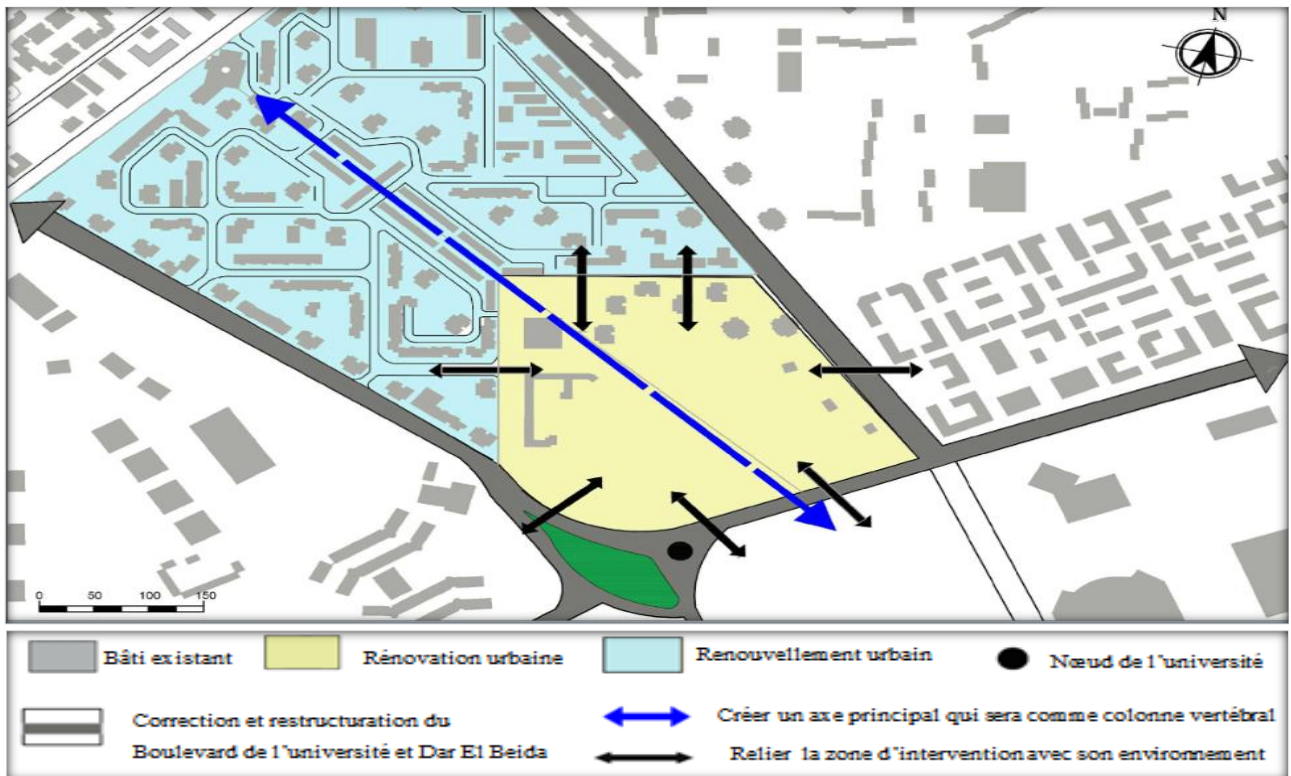 N
0 50 100 150
Bâti existant
Rénovation urbaine
Renouvellement urbain
Nœud de l'université
Correction et restructuration du
Boulevard de l'université et Dar El Beida
Créer un axe principal qui sera comme colonne vertébral
Relier la zone d'intervention avec son environnement